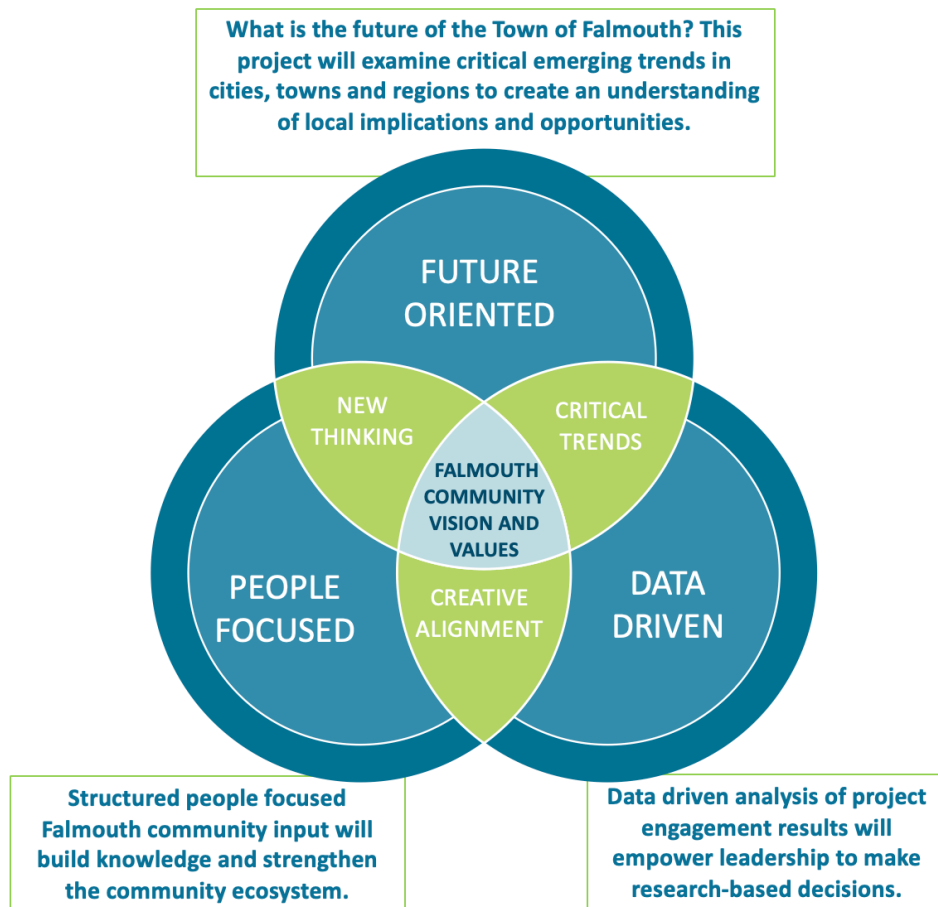 What is the future of the Town of Falmouth? This
project will examine critical emerging trends in
cities, towns and regions to create an understanding
of local implications and opportunities.
FUTURE
ORIENTED
NEW
THINKING
CRITICAL
TRENDS
FALMOUTH
COMMUNITY
VISION AND
VALUES
PEOPLE
FOCUSED
CREATIVE
ALIGNMENT
DATA
DRIVEN
Structured people focused
Falmouth community input will
build knowledge and strengthen
the community ecosystem.
Data driven analysis of project
engagement results will
empower leadership to make
research-based decisions.